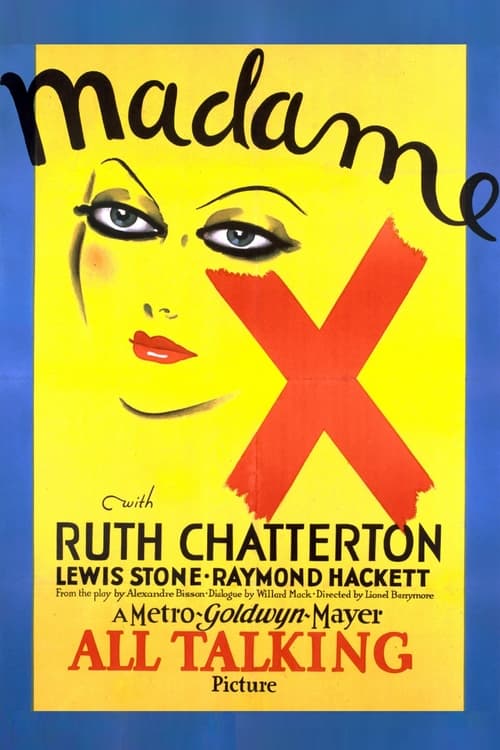 madame
X
with
RUTH CHATTERTON
LEWIS STONE · RAYMOND HACKETT
From the play by Alexandre Bisson · Dialogue by Willard Mack · Directed by Lionel Barrymore
A Metro-Goldwyn-Mayer
ALL TALKING
Picture